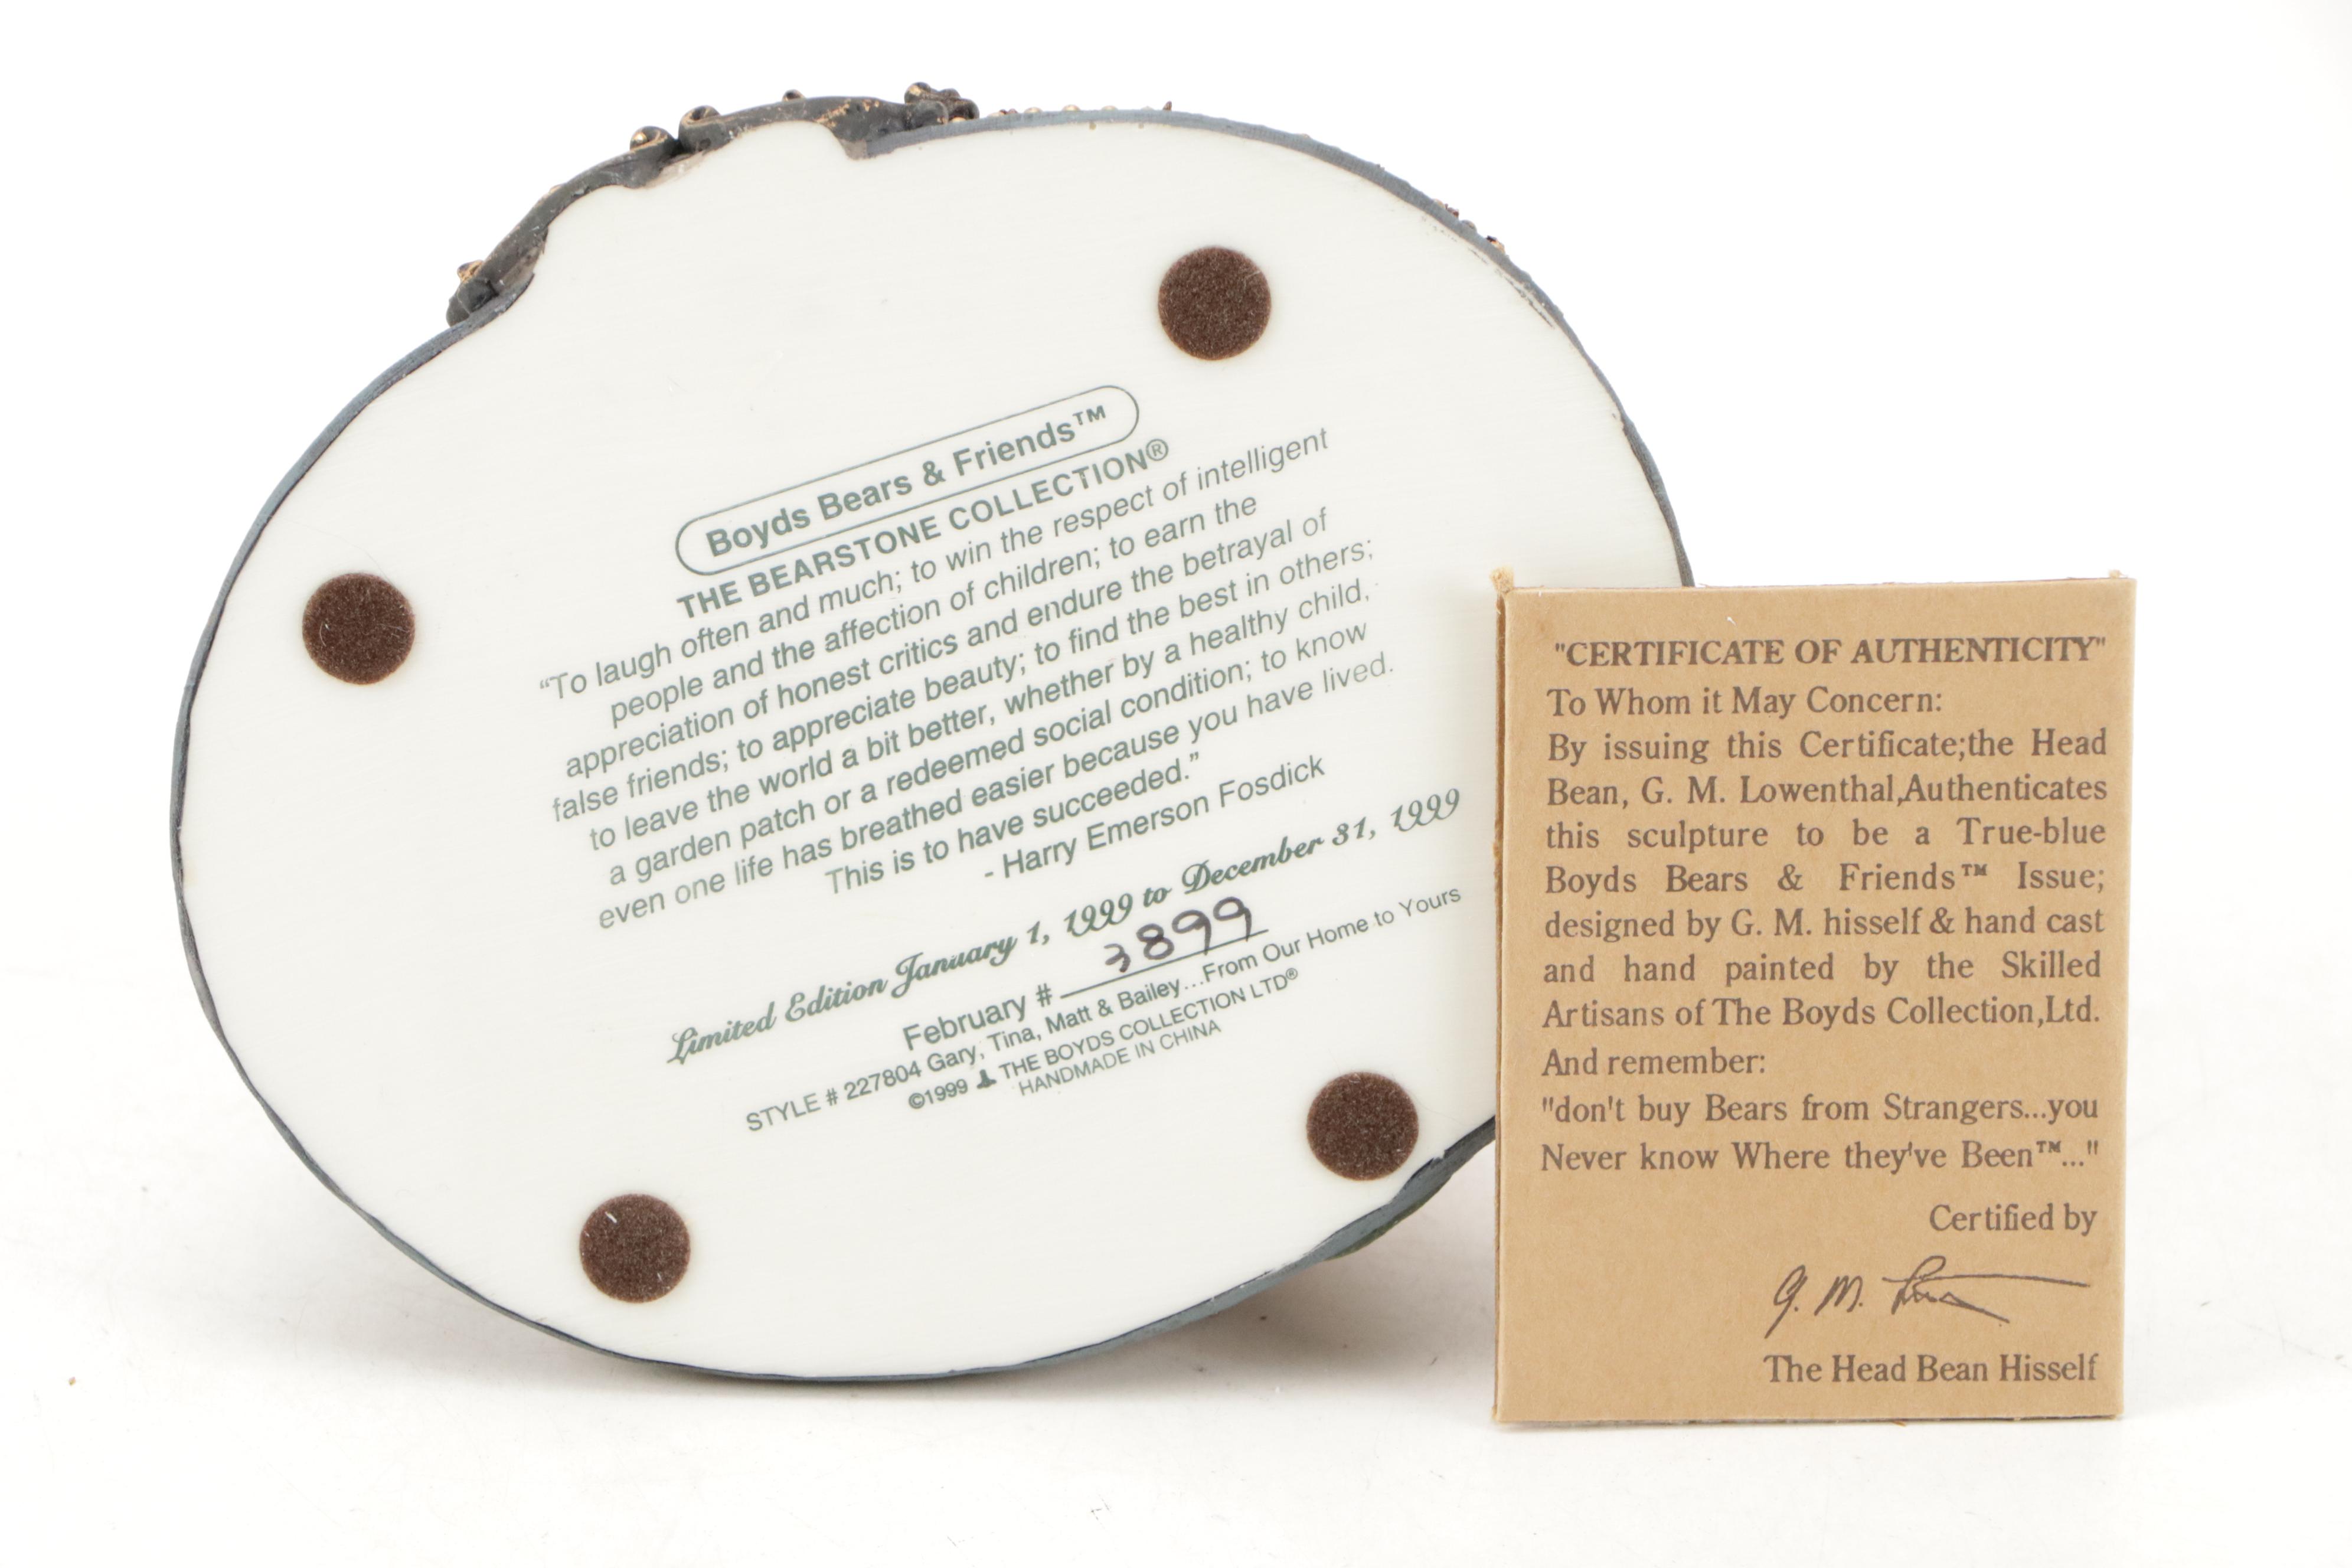 Boyds Bears & Friends™
THE BEARSTONE COLLECTION®
“To laugh often and much; to win the respect of intelligent
people and the affection of children; to earn the
appreciation of honest critics and endure the betrayal of
false friends; to appreciate beauty; to find the best in others;
to leave the world a bit better, whether by a healthy child,
a garden patch or a redeemed social condition; to know
even one life has breathed easier because you have lived.
This is to have succeeded.”
- Harry Emerson Fosdick
Limited Edition January 1, 1999 to December 31, 1999
February # 3899
STYLE # 227804 Gary, Tina, Matt & Bailey...From Our Home to Yours
©1999 THE BOYDS COLLECTION LTD®
HANDMADE IN CHINA
"CERTIFICATE OF AUTHENTICITY"
To Whom it May Concern:
By issuing this Certificate;the Head
Bean, G. M. Lowenthal,Authenticates
this sculpture to be a True-blue
Boyds Bears & Friends™ Issue;
designed by G. M. hisself & hand cast
and hand painted by the Skilled
Artisans of The Boyds Collection,Ltd.
And remember:
"don't buy Bears from Strangers...you
Never know Where they've Been™..."
Certified by
G. M.
The Head Bean Hisself